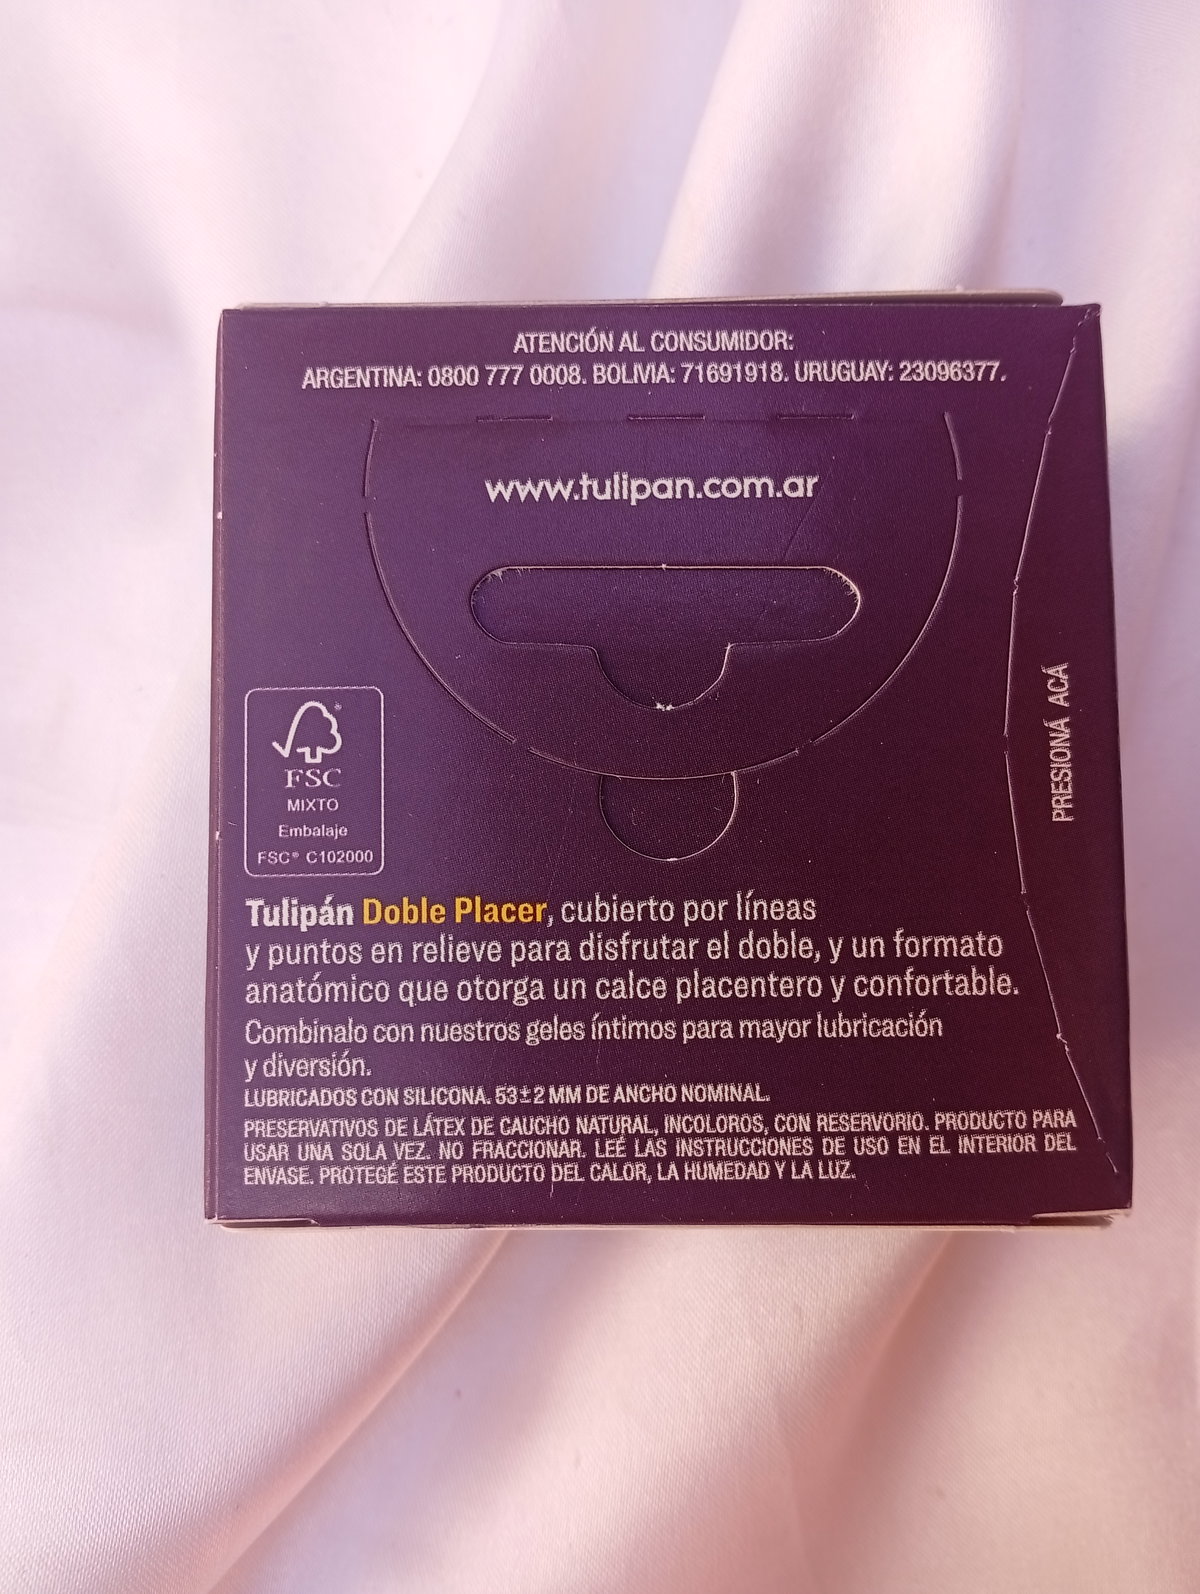 ATENCIÓN AL CONSUMIDOR:
ARGENTINA: 0800 777 0008. BOLIVIA: 71691918. URUGUAY: 23096377.
www.tulipan.com.ar
PRESIONÁ ACÁ
FSC
MIXTO
Embalaje
FSC® C102000
Tulipán Doble Placer, cubierto por líneas
y puntos en relieve para disfrutar el doble, y un formato
anatómico que otorga un calce placentero y confortable.
Combinalo con nuestros geles íntimos para mayor lubricación
y diversión.
LUBRICADOS CON SILICONA. 53±2 MM DE ANCHO NOMINAL.
PRESERVATIVOS DE LÁTEX DE CAUCHO NATURAL, INCOLOROS, CON RESERVORIO. PRODUCTO PARA
USAR UNA SOLA VEZ. NO FRACCIONAR. LEÉ LAS INSTRUCCIONES DE USO EN EL INTERIOR DEL
ENVASE. PROTEGÉ ESTE PRODUCTO DEL CALOR, LA HUMEDAD Y LA LUZ.